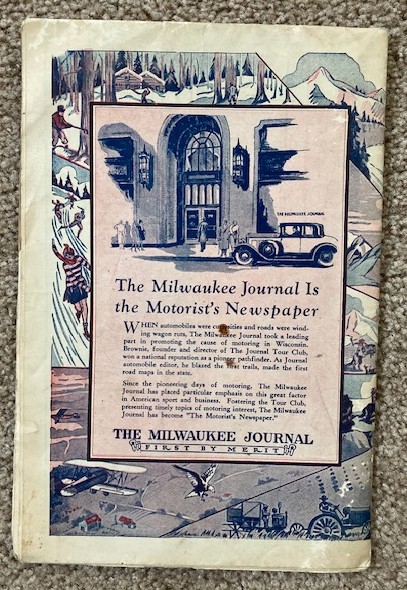 THE MILWAUKEE JOURNAL
The Milwaukee Journal Is
the Motorist's Newspaper
WHEN automobiles were curiosities and roads were wind-
ing wagon ruts, The Milwaukee Journal took a leading
part in promoting the cause of motoring in Wisconsin.
Brownie, founder and director of The Journal Tour Club,
won a national reputation as a pioneer pathfinder. As Journal
automobile editor, he blazed the first trails, made the first
road maps in the state.
Since the pioneering days of motoring, The Milwaukee
Journal has placed particular emphasis on this great factor
in American sport and business. Fostering the Tour Club,
presenting timely topics of motoring interest, The Milwaukee
Journal has become "The Motorist's Newspaper."
THE MILWAUKEE JOURNAL
FIRST BY MERIT